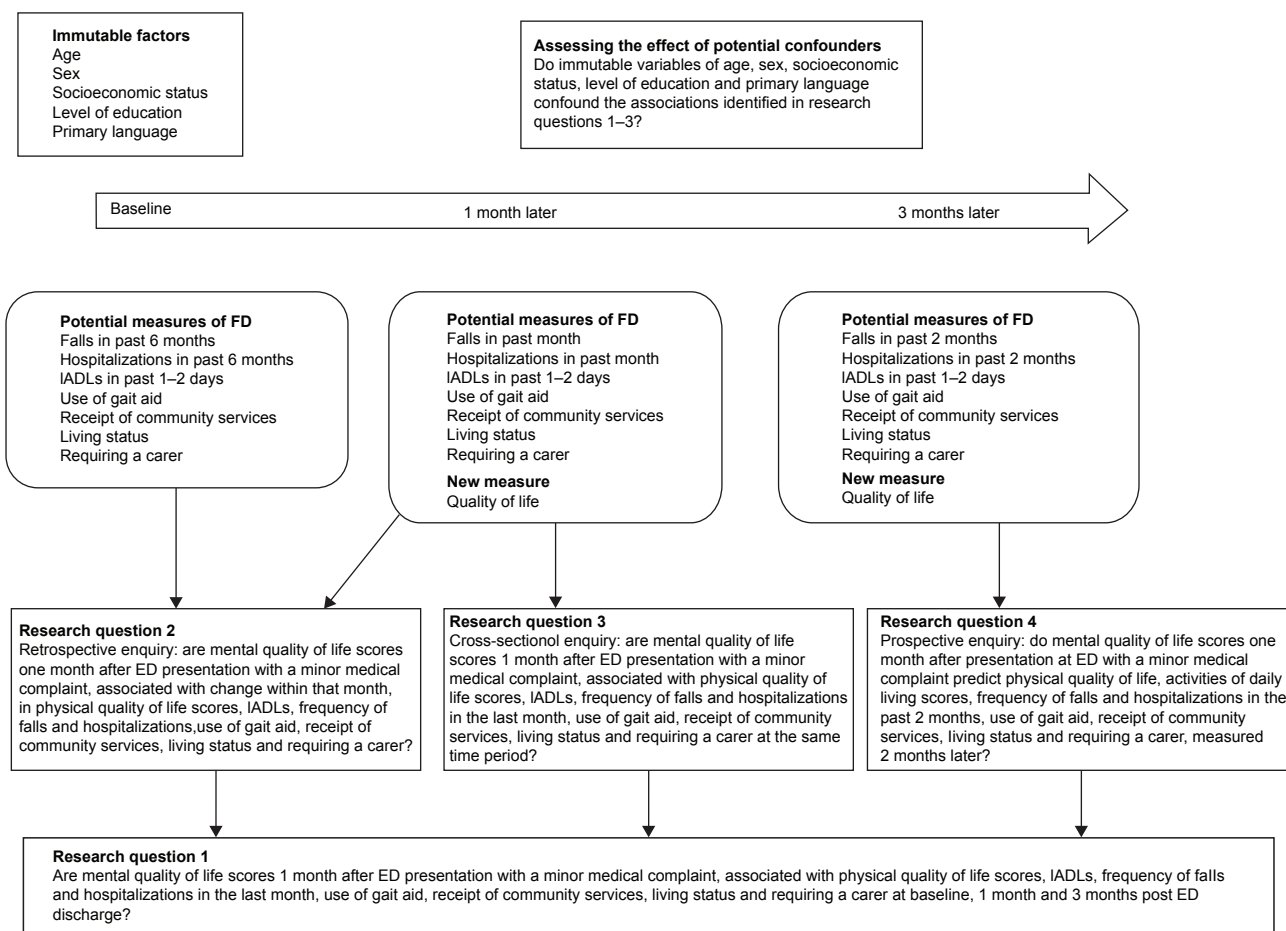 Immutable factors
Age
Sex
Socioeconomic status
Level of education
Primary language
Assessing the effect of potential confounders
Do immutable variables of age, sex, socioeconomic
status, level of education and primary language
confound the associations identified in research
questions 1–3?
Baseline
1 month later
3 months later
Potential measures of FD
Falls in past 6 months
Hospitalizations in past 6 months
IADLs in past 1–2 days
Use of gait aid
Receipt of community services
Living status
Requiring a carer
Potential measures of FD
Falls in past month
Hospitalizations in past month
IADLs in past 1–2 days
Use of gait aid
Receipt of community services
Living status
Requiring a carer
New measure
Quality of life
Potential measures of FD
Falls in past 2 months
Hospitalizations in past 2 months
IADLs in past 1–2 days
Use of gait aid
Receipt of community services
Living status
Requiring a carer
New measure
Quality of life
Research question 2
Retrospective enquiry: are mental quality of life scores
one month after ED presentation with a minor medical
complaint, associated with change within that month,
in physical quality of life scores, IADLs, frequency of
falls and hospitalizations,use of gait aid, receipt of
community services, living status and requiring a carer?
Research question 3
Cross-sectionol enquiry: are mental quality of life
scores 1 month after ED presentation with a minor
medical complaint, associated with physical quality of
life scores, IADLs, frequency of falls and hospitalizations
in the last month, use of gait aid, receipt of community
services, living status and requiring a carer at the same
time period?
Research question 4
Prospective enquiry: do mental quality of life scores one
month after presentation at ED with a minor medical
complaint predict physical quality of life, activities of daily
living scores, frequency of falls and hospitalizations in the
past 2 months, use of gait aid, receipt of community
services, living status and requiring a carer, measured
2 months later?
Research question 1
Are mental quality of life scores 1 month after ED presentation with a minor medical complaint, associated with physical quality of life scores, IADLs, frequency of falls
and hospitalizations in the last month, use of gait aid, receipt of community services, living status and requiring a carer at baseline, 1 month and 3 months post ED
discharge?